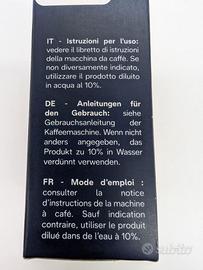 IT - Istruzioni per l'uso:
vedere il libretto di istruzioni
della macchina da caffè. Se
non diversamente indicato,
utilizzare il prodotto diluito
in acqua al 10%.
DE - Anleitungen für
den Gebrauch: siehe
Gebrauchsanleitung der
Kaffeemaschine. Wenn nicht
anders angegeben, das
Produkt zu 10% in Wasser
verdünnt verwenden.
FR - Mode d'emploi :
consulter la notice
d'instructions de la machine
à café. Sauf indication
contraire, utiliser le produit
dilué dans de l'eau à 10%.
subito